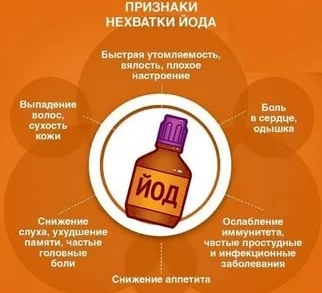 ПРИЗНАКИ
НЕХВАТКИ ЙОДА
Быстрая утомляемость,
вялость, плохое
настроение
Выпадение
волос,
сухость
кожи
Боль
в сердце,
одышка
ЙОД
Снижение
слуха, ухудшение
памяти, частые
головные
боли
Ослабление
иммунитета,
частые простудные
и инфекционные
заболевания
Снижение аппетита